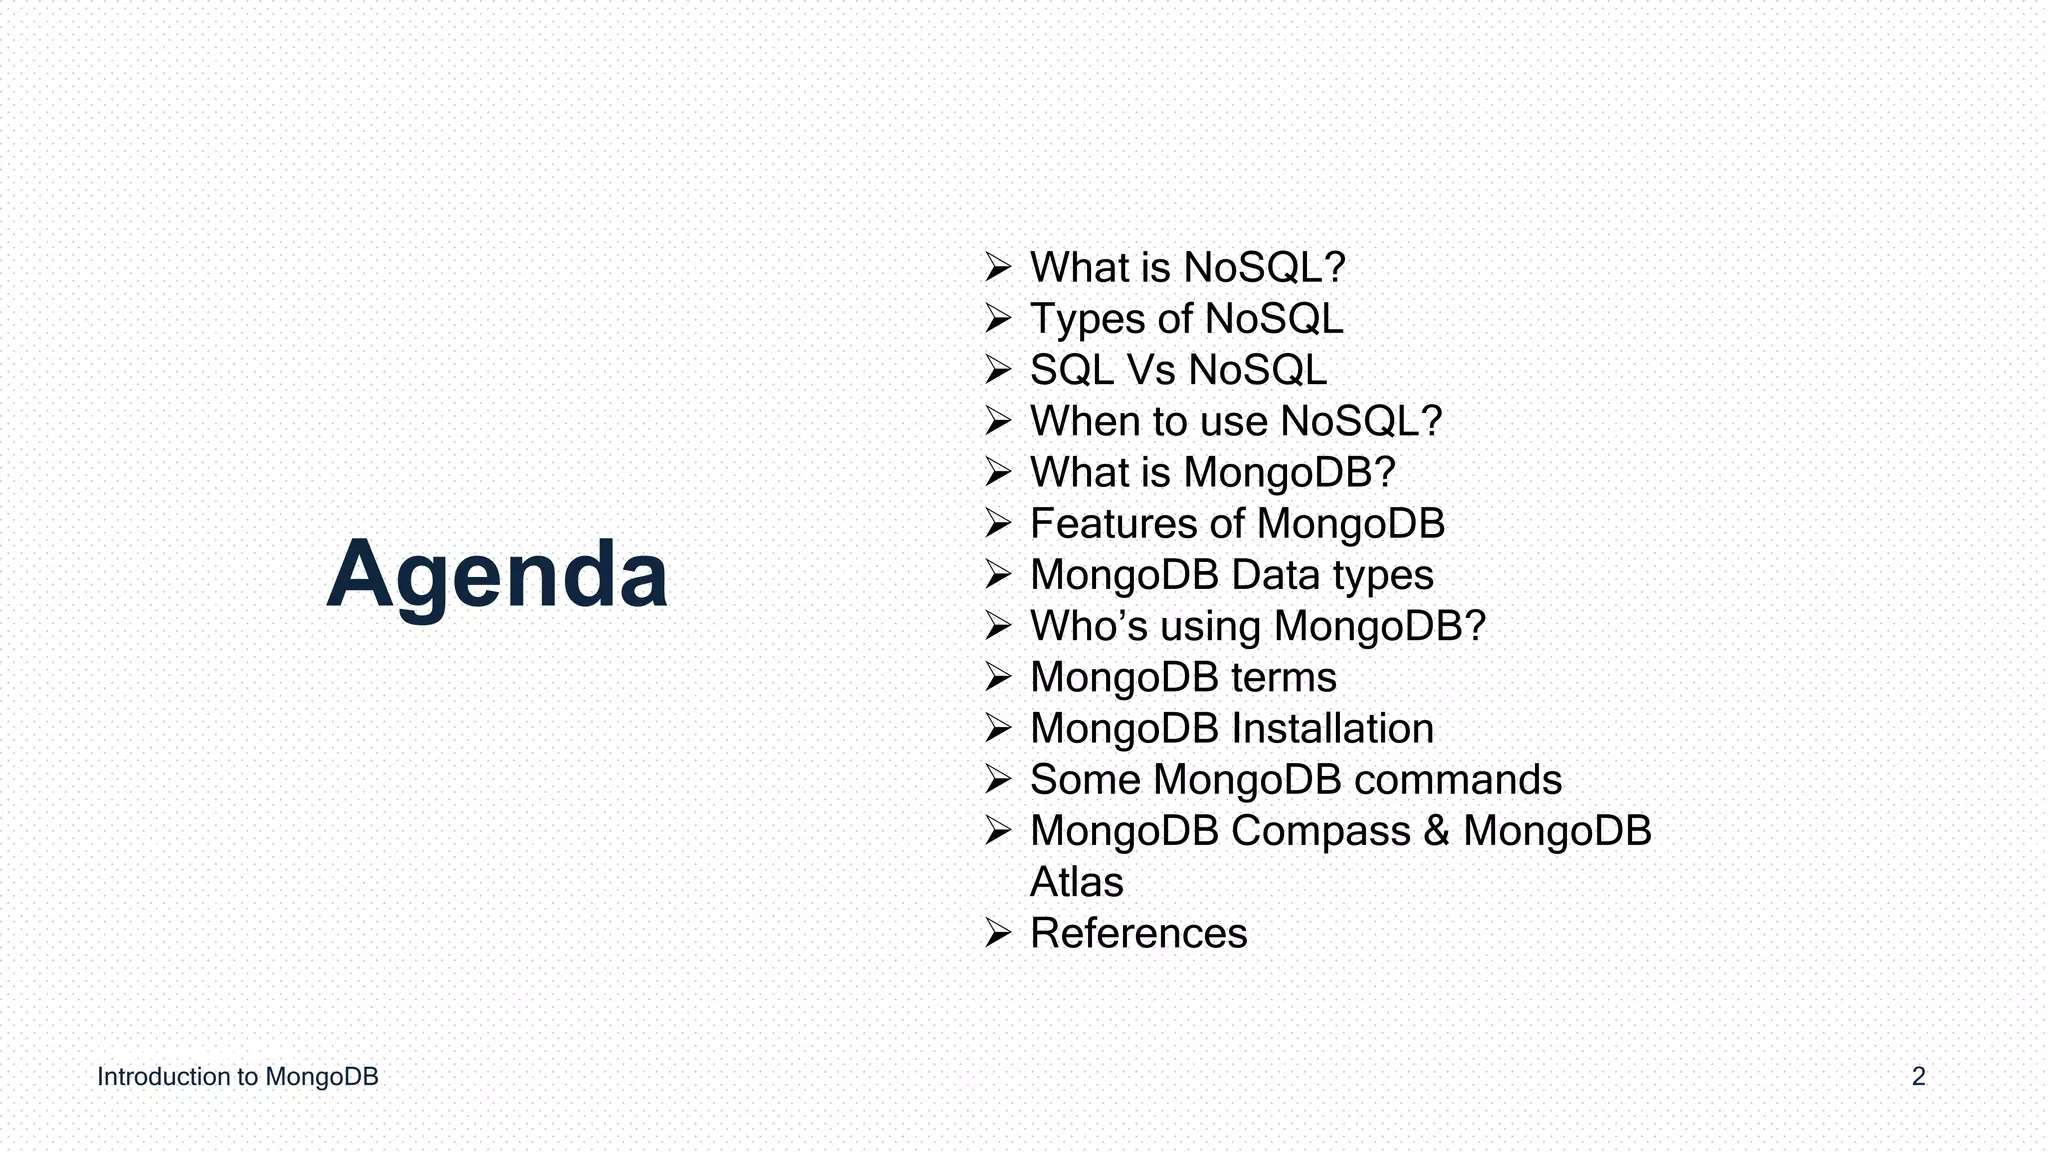 Agenda
➢ What is NoSQL?
➢ Types of NoSQL
➢ SQL Vs NoSQL
➢ When to use NoSQL?
➢ What is MongoDB?
➢ Features of MongoDB
➢ MongoDB Data types
➢ Who’s using MongoDB?
➢ MongoDB terms
➢ MongoDB Installation
➢ Some MongoDB commands
➢ MongoDB Compass & MongoDB
Atlas
➢ References
Introduction to MongoDB
2